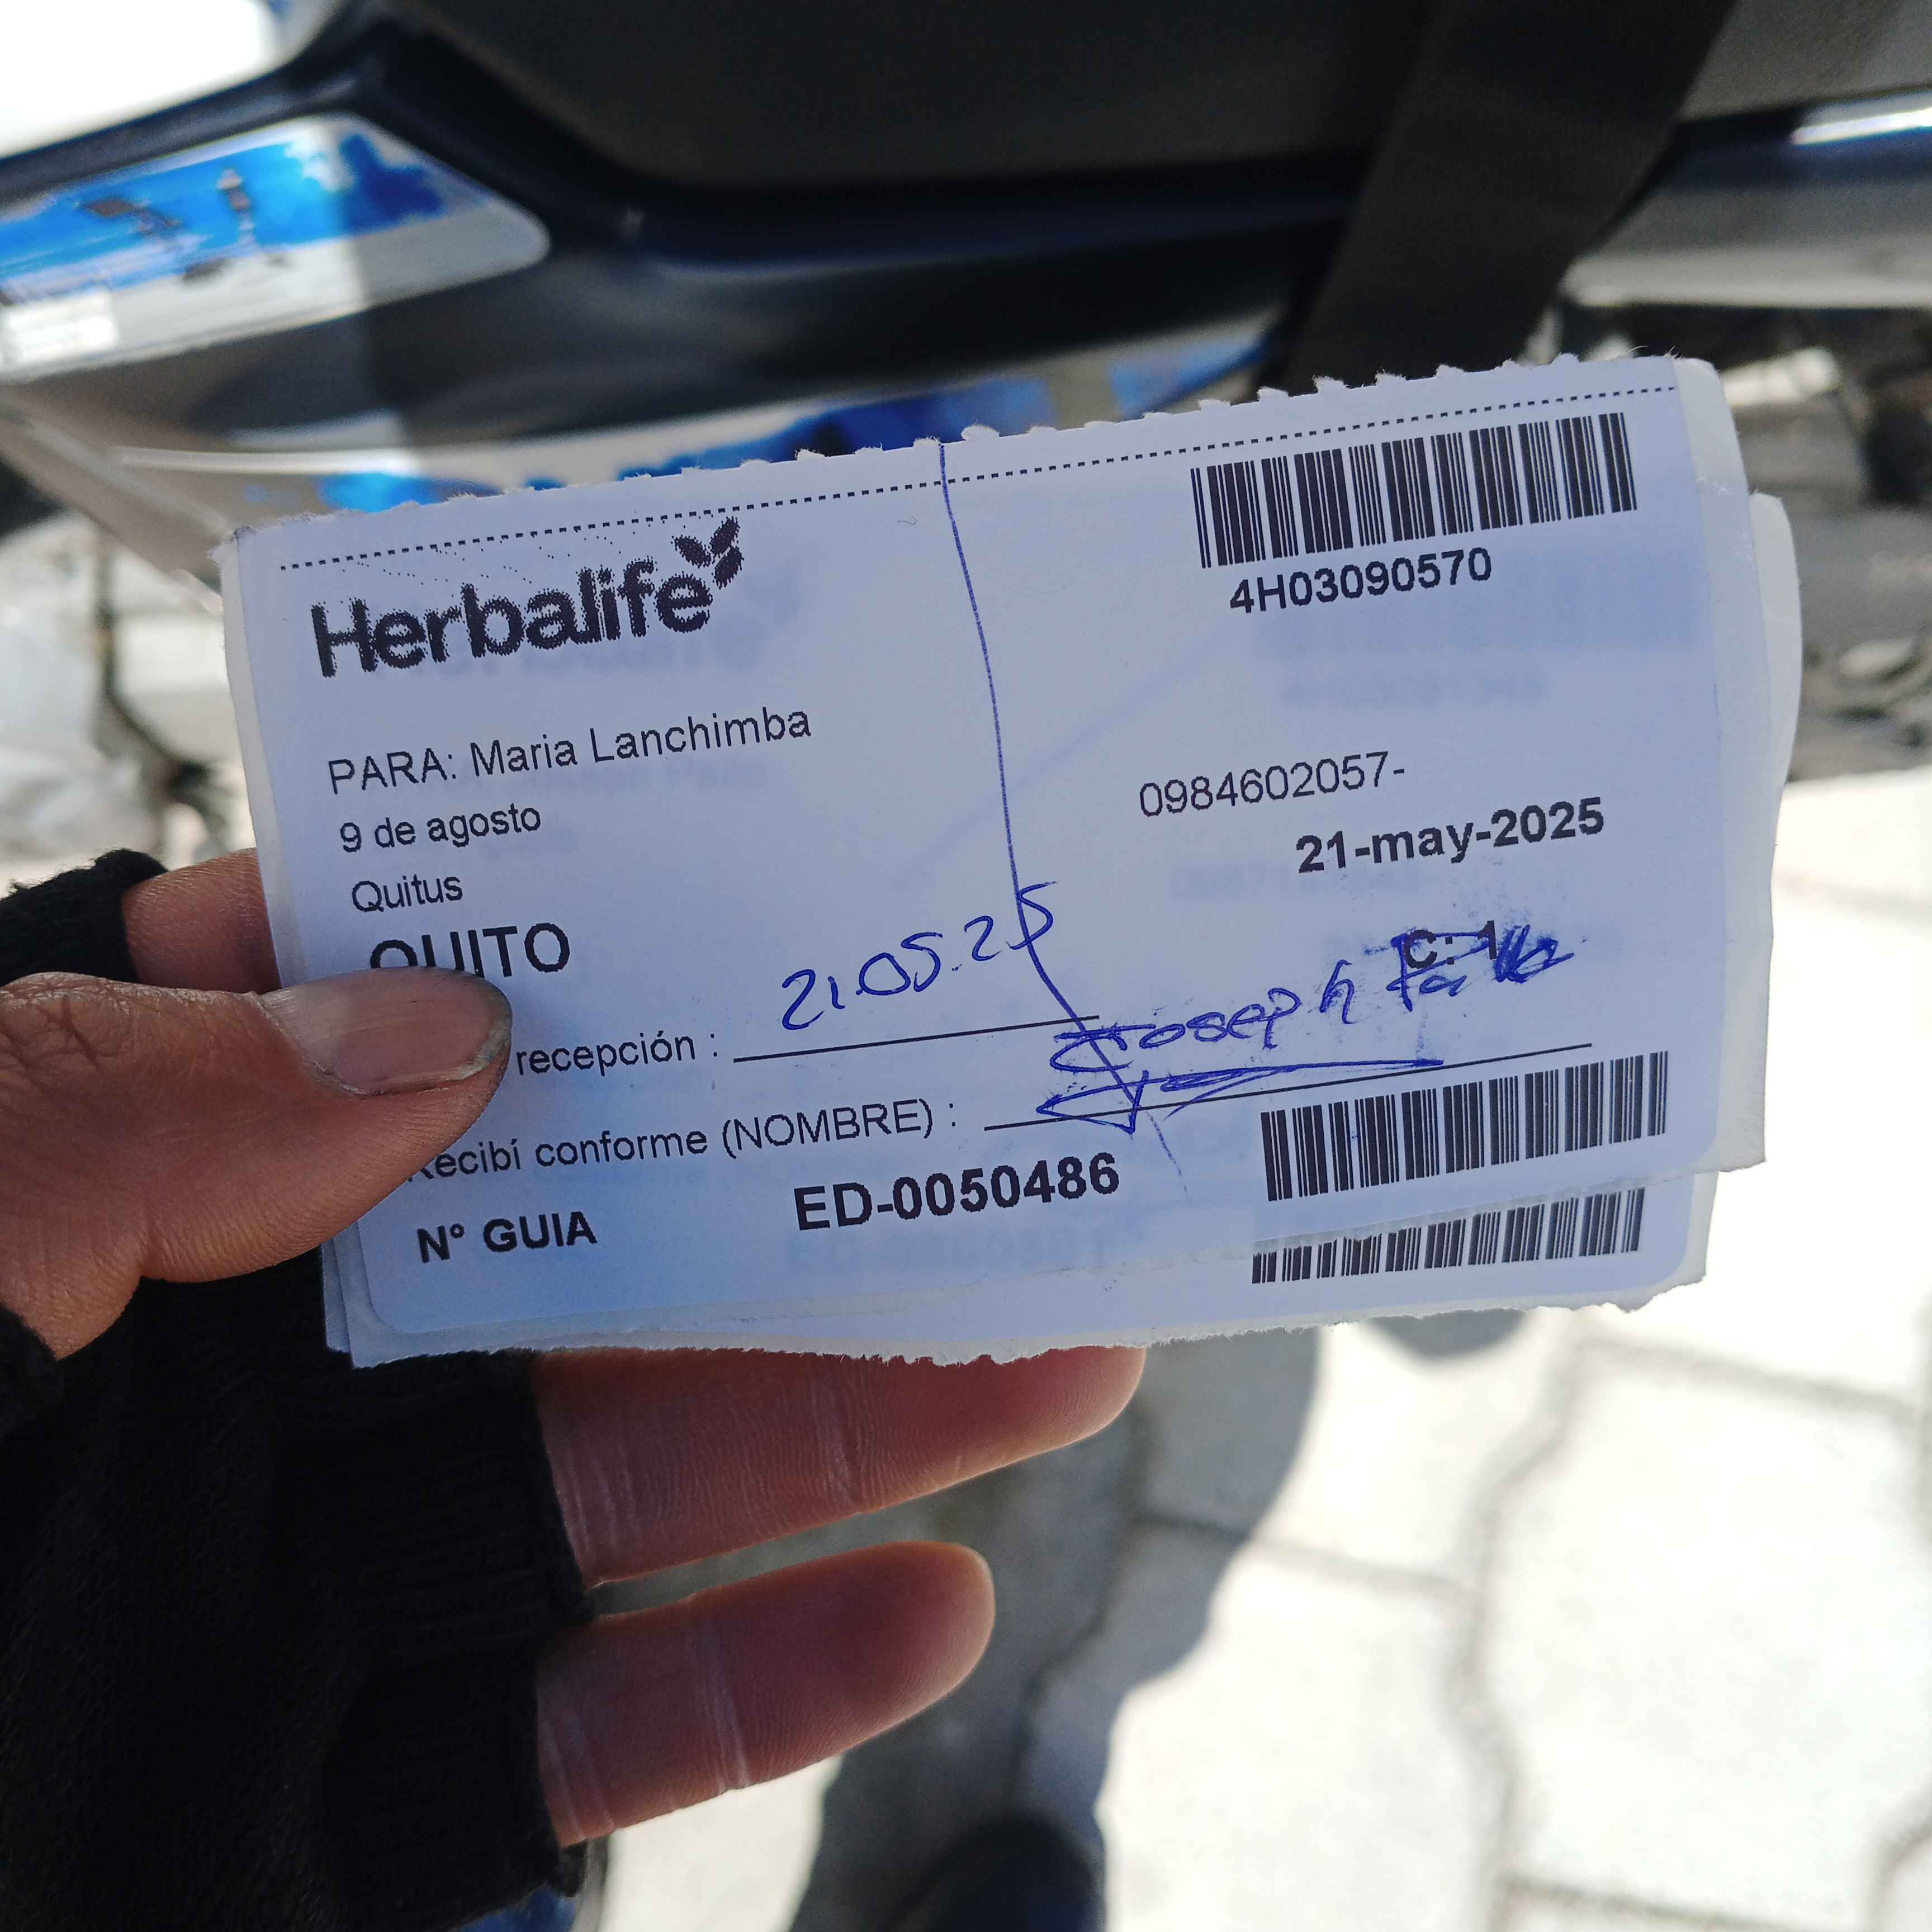 Herbalife
4H03090570
PARA: Maria Lanchimba
0984602057-
9 de agosto
21-may-2025
Quitus
QUITO
C: 1
recepción : 21.05.25
Joseph
Recibí conforme (NOMBRE) :
N° GUIA ED-0050486